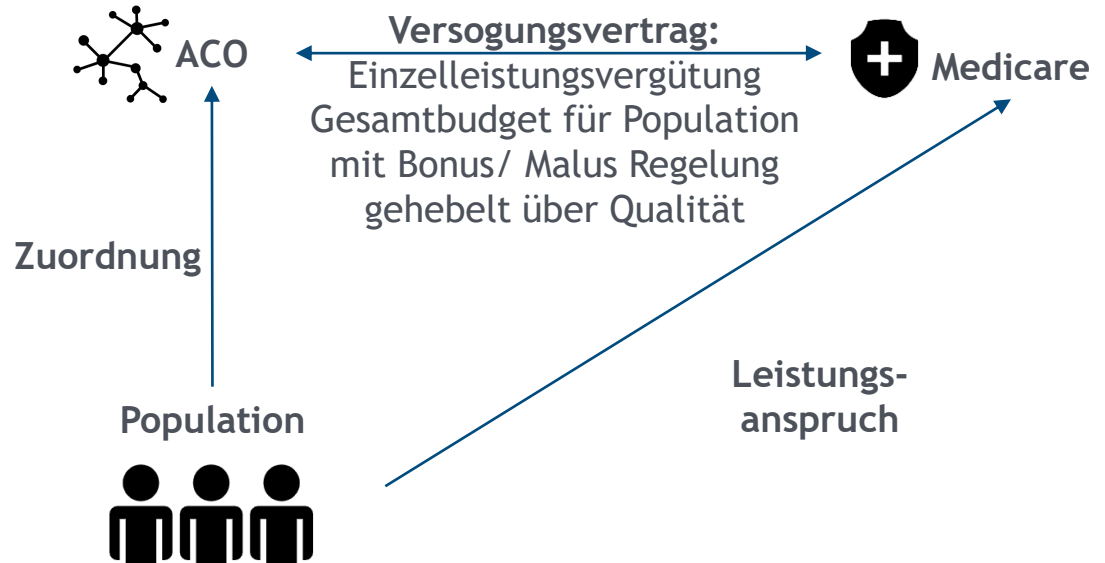 ACO
Versogungsvertrag:
Einzelleistungsvergütung
Gesamtbudget für Population
mit Bonus/ Malus Regelung
gehebelt über Qualität
Medicare
Zuordnung
Leistungs-
anspruch
Population